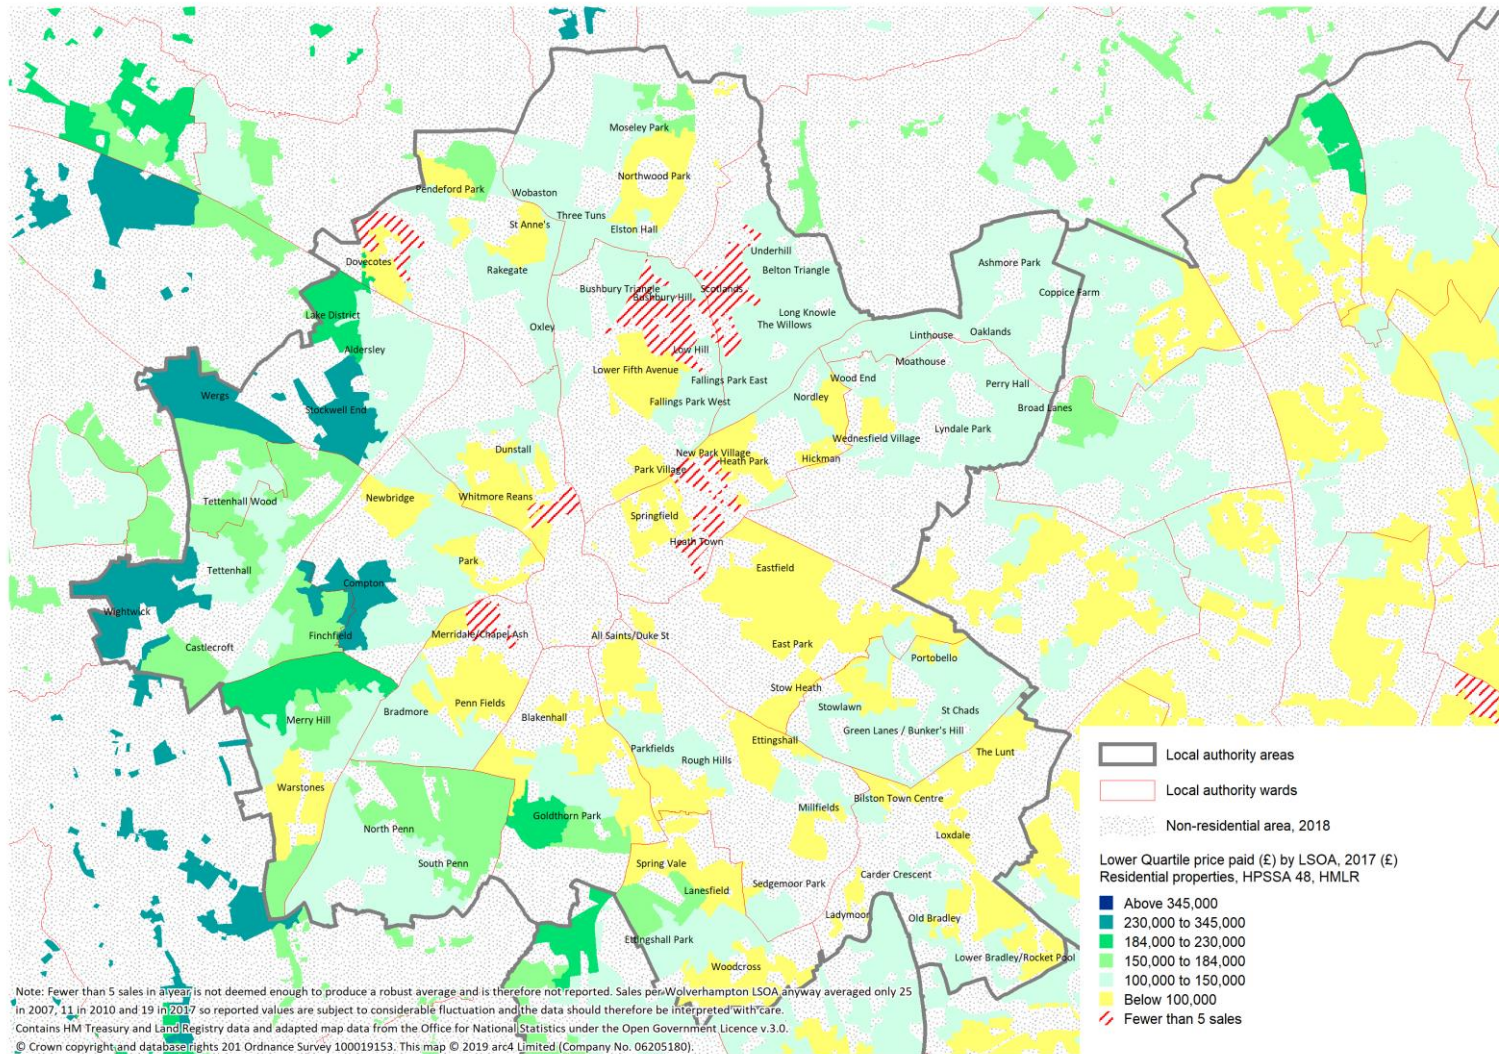 Moseley Park
Northwood Park
Pendeford Park
Wobaston
Three Tuns
St Anne's
Elston Hall
Underhill
Dovecotes
Rakegate
Belton Triangle
Ashmore Park
Bushbury Triangle
Scotlands
Bushbury Hill
Coppice Farm
Lake District
Long Knowle
Oxley
The Willows
Linthouse
Oaklands
Aldersley
Low Hill
Moathouse
Lower Fifth Avenue
Fallings Park East
Wood End
Perry Hall
Wergs
Stockwell End
Fallings Park West
Nordley
Broad Lanes
Lyndale Park
Wednesfield Village
Dunstall
New Park Village
Hickman
Heath Park
Park Village
Tettenhall Wood
Newbridge
Whitmore Reans
Springfield
Heath Town
Park
Eastfield
Tettenhall
Compton
Wightwick
Finchfield
Merridale/Chapel Ash
All Saints/Duke St
Castlecroft
East Park
Portobello
Stow Heath
Penn Fields
Stowlawn
Bradmore
St Chads
Merry Hill
Blakenhall
Green Lanes / Bunker's Hill
Ettingshall
Parkfields
The Lunt
Rough Hills
Warstones
Bilston Town Centre
Millfields
Goldthorn Park
North Penn
Loxdale
South Penn
Spring Vale
Carder Crescent
Lanesfield
Sedgemoor Park
Ladymoor
Old Bradley
Ettingshall Park
Lower Bradley/Rocket Pool
Woodcross
Local authority areas
Local authority wards
Non-residential area, 2018
Lower Quartile price paid (£) by LSOA, 2017 (£)
Residential properties, HPSSA 48, HMLR
Above 345,000
230,000 to 345,000
184,000 to 230,000
150,000 to 184,000
100,000 to 150,000
Below 100,000
Fewer than 5 sales
Note: Fewer than 5 sales in a year is not deemed enough to produce a robust average and is therefore not reported. Sales per Wolverhampton LSOA anyway averaged only 25
in 2007, 11 in 2010 and 19 in 2017 so reported values are subject to considerable fluctuation and the data should therefore be interpreted with care.
Contains HM Treasury and Land Registry data and adapted map data from the Office for National Statistics under the Open Government Licence v.3.0.
© Crown copyright and database rights 201 Ordnance Survey 100019153. This map © 2019 arc4 Limited (Company No. 06205180).